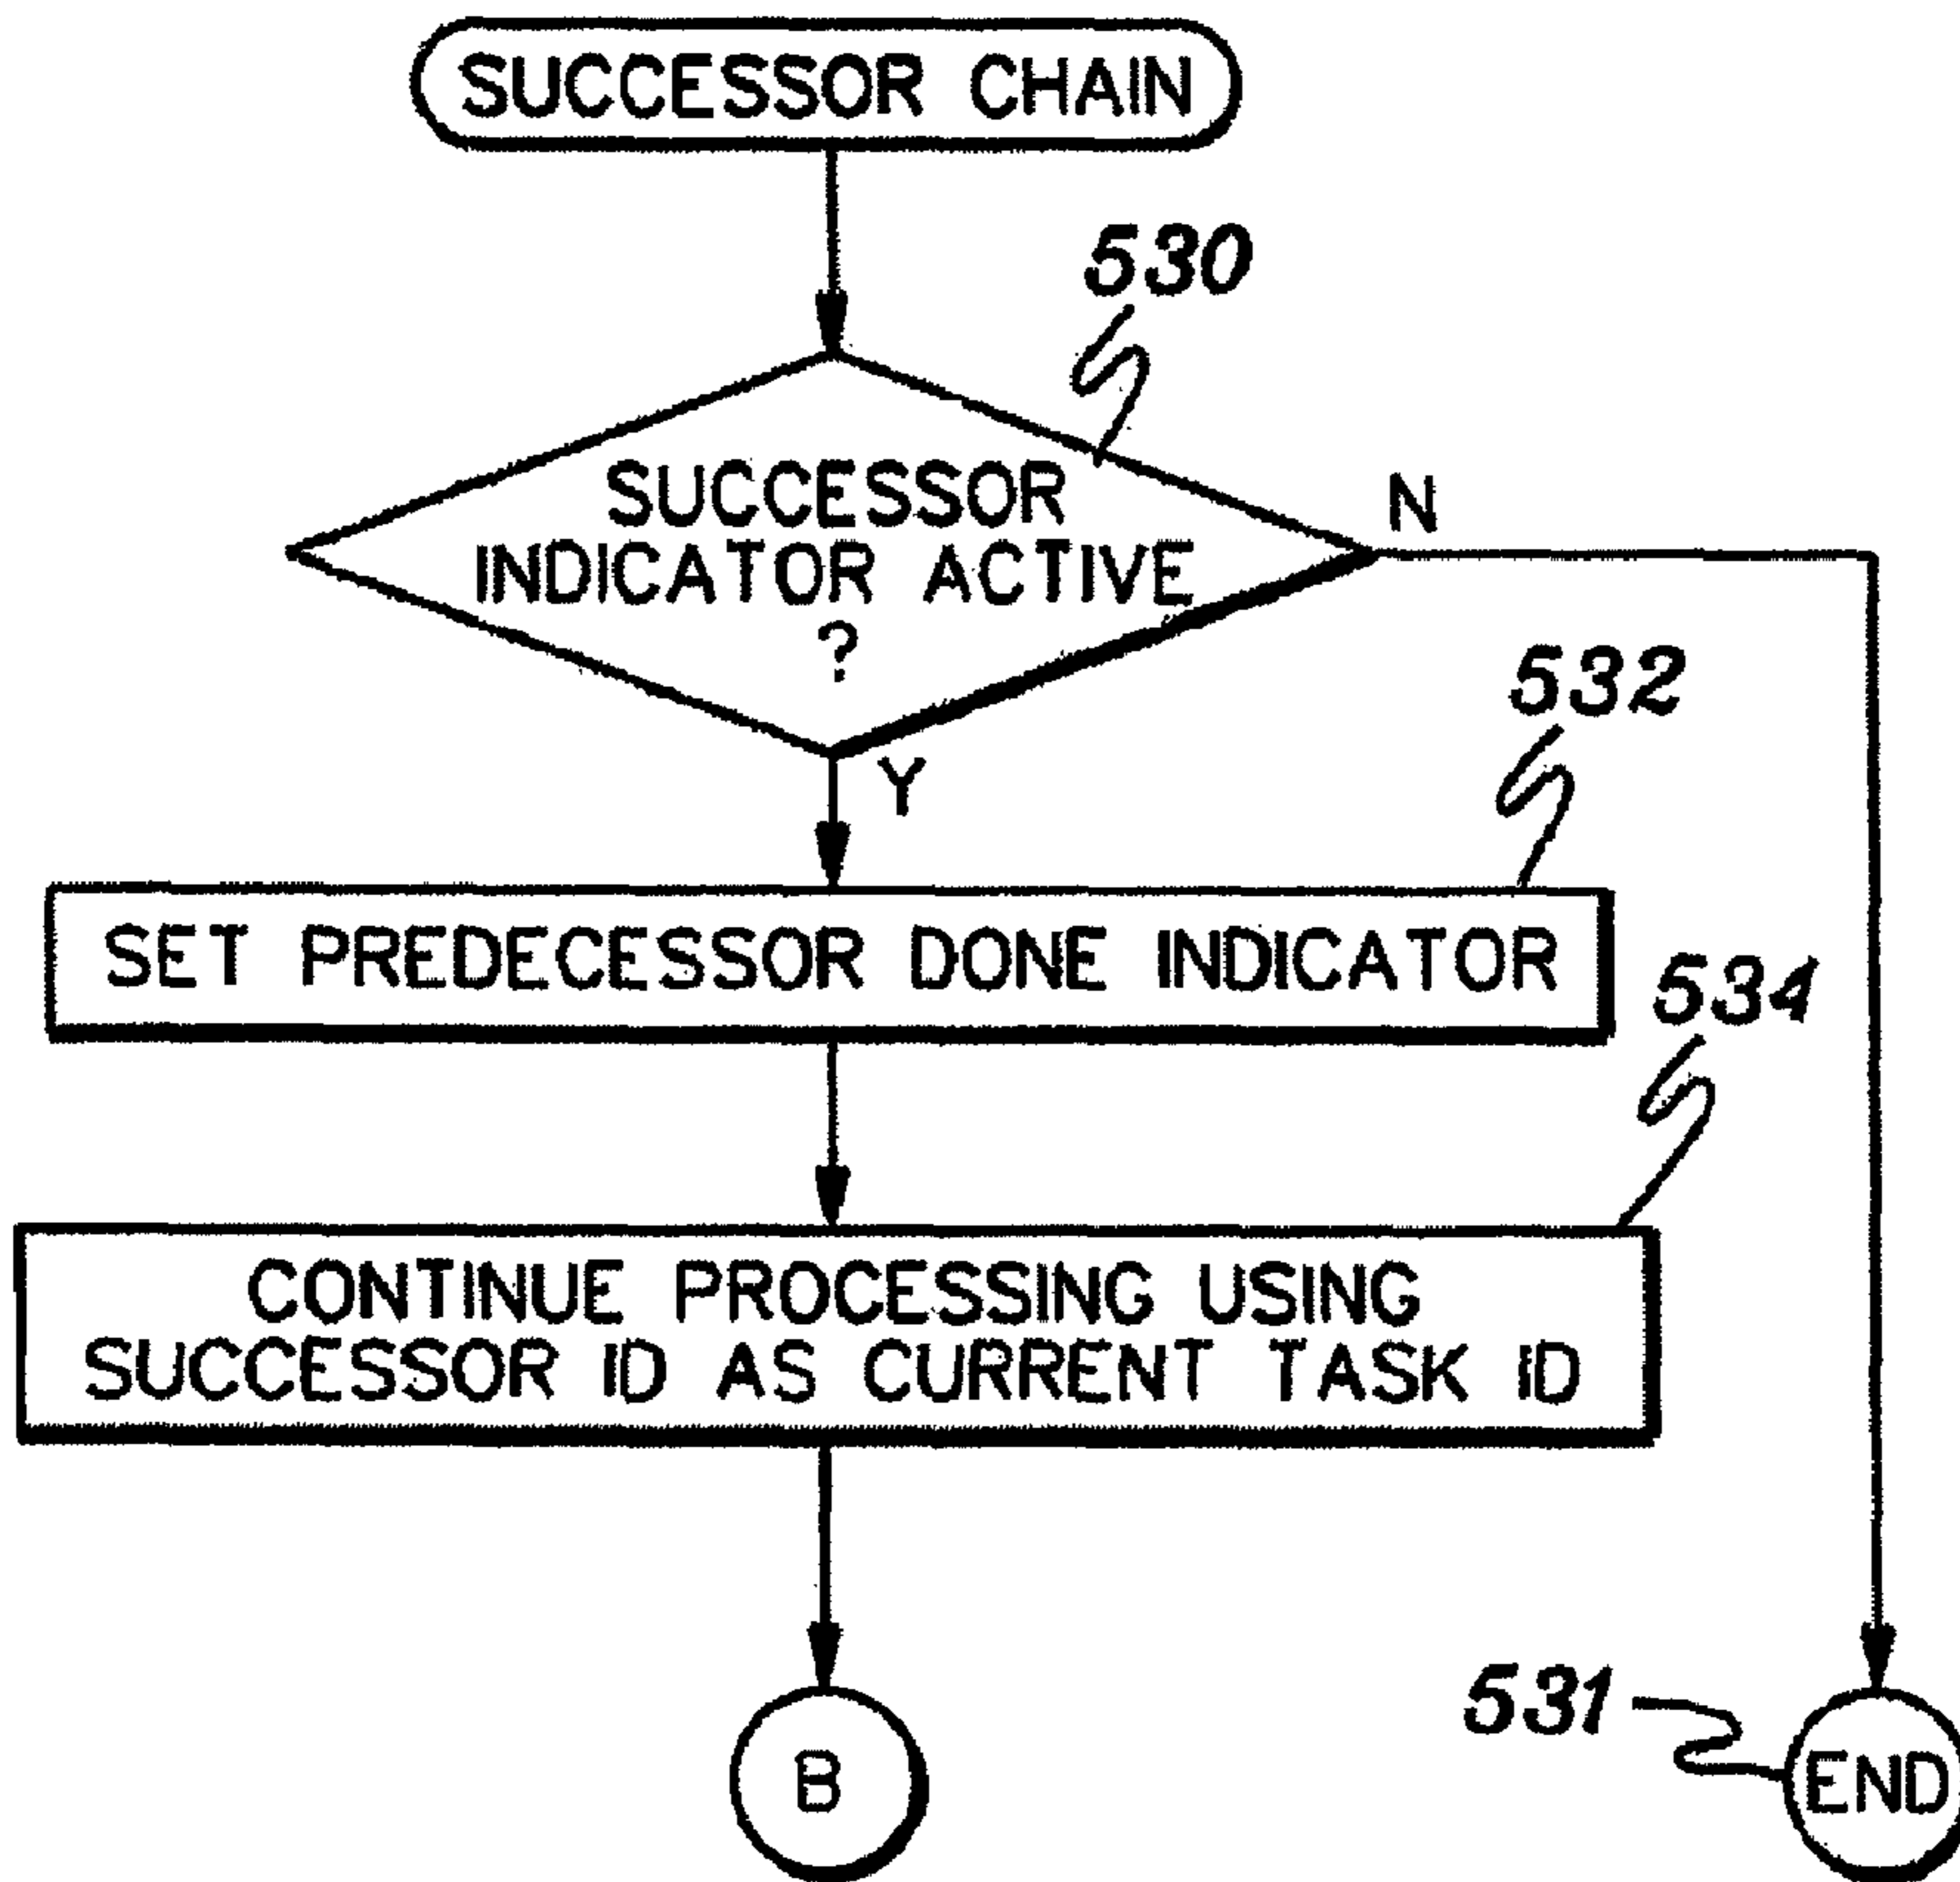 SUCCESSOR CHAIN
530
SUCCESSOR
INDICATOR ACTIVE
?
N
Y
532
SET PREDECESSOR DONE INDICATOR
534
CONTINUE PROCESSING USING
SUCCESSOR ID AS CURRENT TASK ID
B
531
END